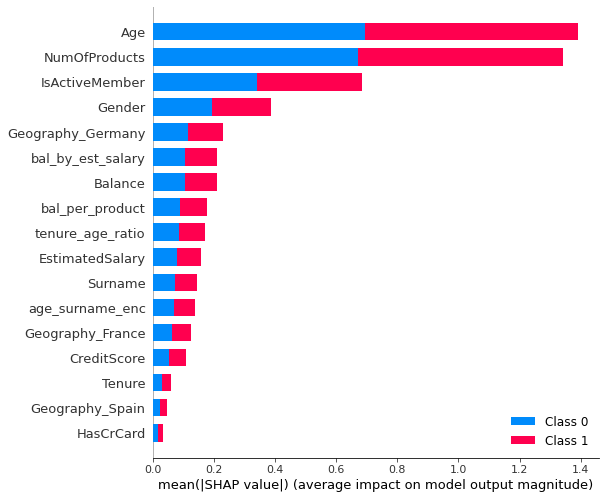 Age
NumOfProducts
IsActiveMember
Gender
Geography_Germany
bal_by_est_salary
Balance
bal_per_product
tenure_age_ratio
EstimatedSalary
Surname
age_surname_enc
Geography_France
CreditScore
Tenure
Geography_Spain
HasCrCard
Class 0
Class 1
0.0 0.2 0.4 0.6 0.8 1.0 1.2 1.4
mean(|SHAP value|) (average impact on model output magnitude)